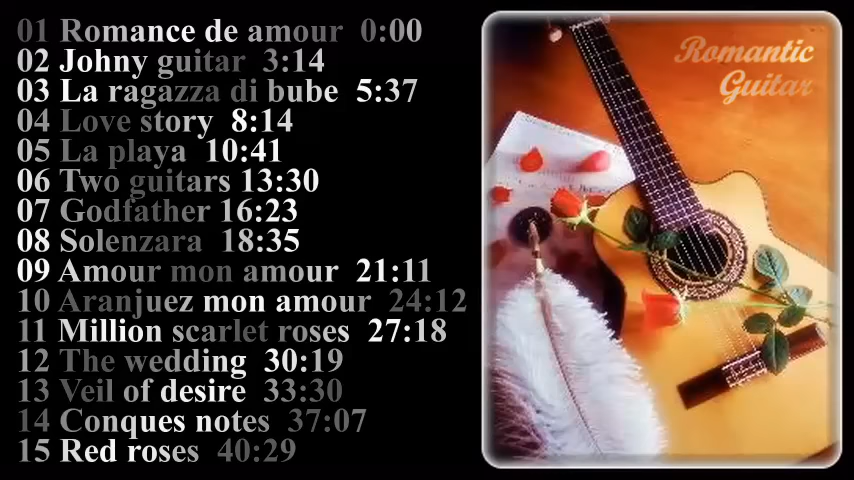 01 Romance de amour 0:00
02 Johny guitar 3:14
03 La ragazza di bube 5:37
04 Love story 8:14
05 La playa 10:41
06 Two guitars 13:30
07 Godfather 16:23
08 Solenzara 18:35
09 Amour mon amour 21:11
10 Aranjuez mon amour 24:12
11 Million scarlet roses 27:18
12 The wedding 30:19
13 Veil of desire 33:30
14 Conques notes 37:07
15 Red roses 40:29
Romantic
Guitar